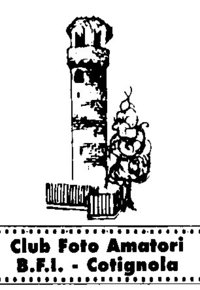 Club Foto Amatori
B.F.I. - Cotignola